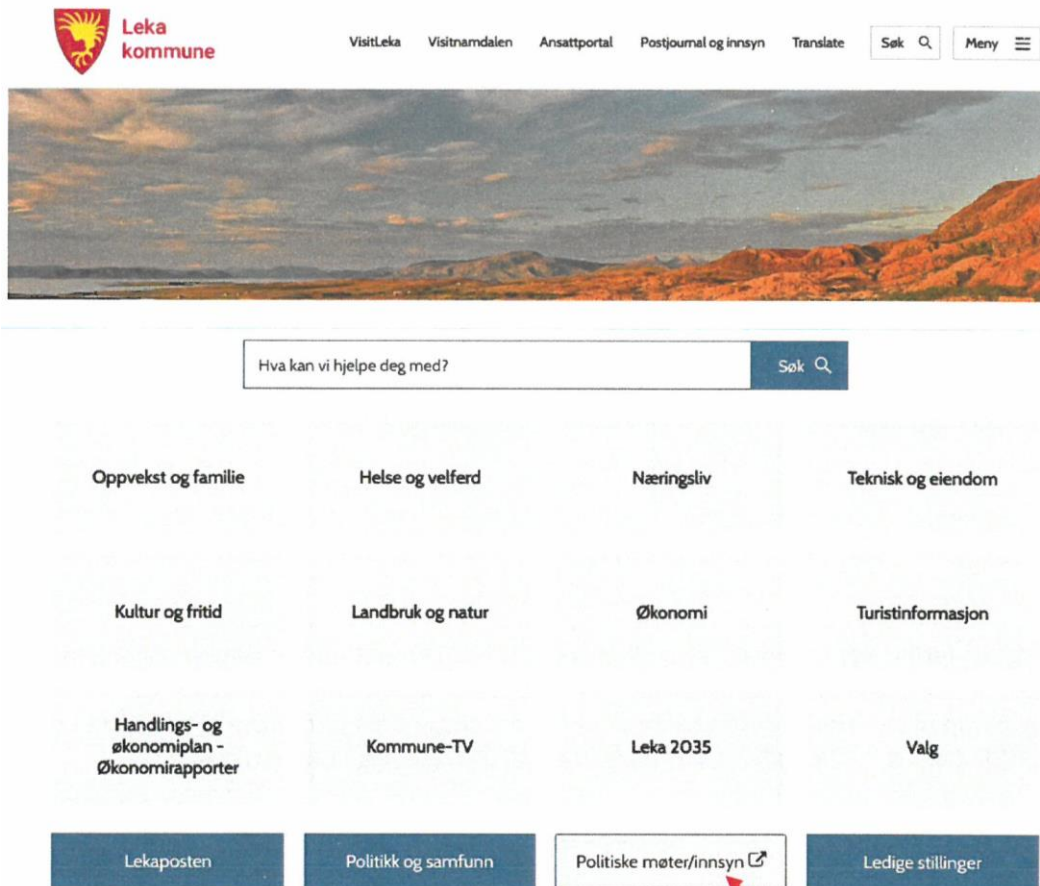 Leka
kommune
VisitLeka Visitnamdalen Ansattportal Postjournal og innsyn Translate Søk Meny
Hva kan vi hjelpe deg med? Søk
Oppvekst og familie Helse og velferd Næringsliv Teknisk og eiendom
Kultur og fritid Landbruk og natur Økonomi Turistinformasjon
Handlings- og
økonomiplan -
Økonomirapporter
Kommune-TV Leka 2035 Valg
Lekaposten Politikk og samfunn Politiske møter/innsyn Ledige stillinger